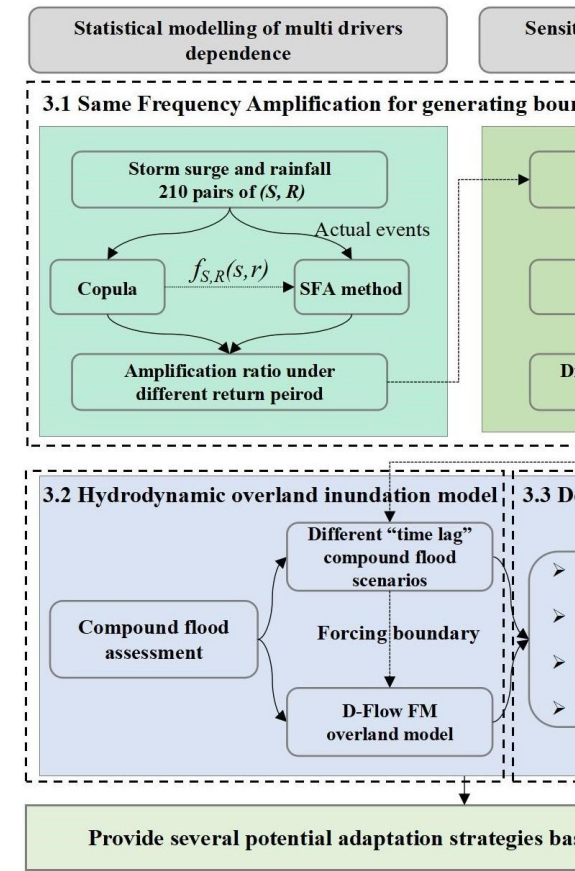 Statistical modelling of multi drivers
dependence
3.1 Same Frequency Amplification for generating
Storm surge and rainfall
210 pairs of (S, R)
Actual events
Copula
f_{S,R}(s,r)
SFA method
Amplification ratio under
different return peirod
3.2 Hydrodynamic overland inundation model
3.3
Different “time lag”
compound flood
scenarios
Compound flood
assessment
Forcing boundary
D-Flow FM
overland model
Provide several potential adaptation strategies